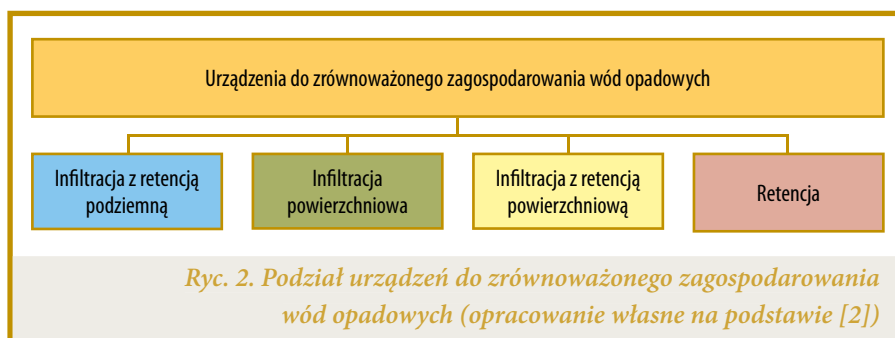 Urządzenia do zrównoważonego zagospodarowania wód opadowych
Infiltracja z retencją
podziemną
Infiltracja
powierzchniowa
Infiltracja z retencją
powierzchniową
Retencja
Ryc. 2. Podział urządzeń do zrównoważonego zagospodarowania
wód opadowych (opracowanie własne na podstawie [2])